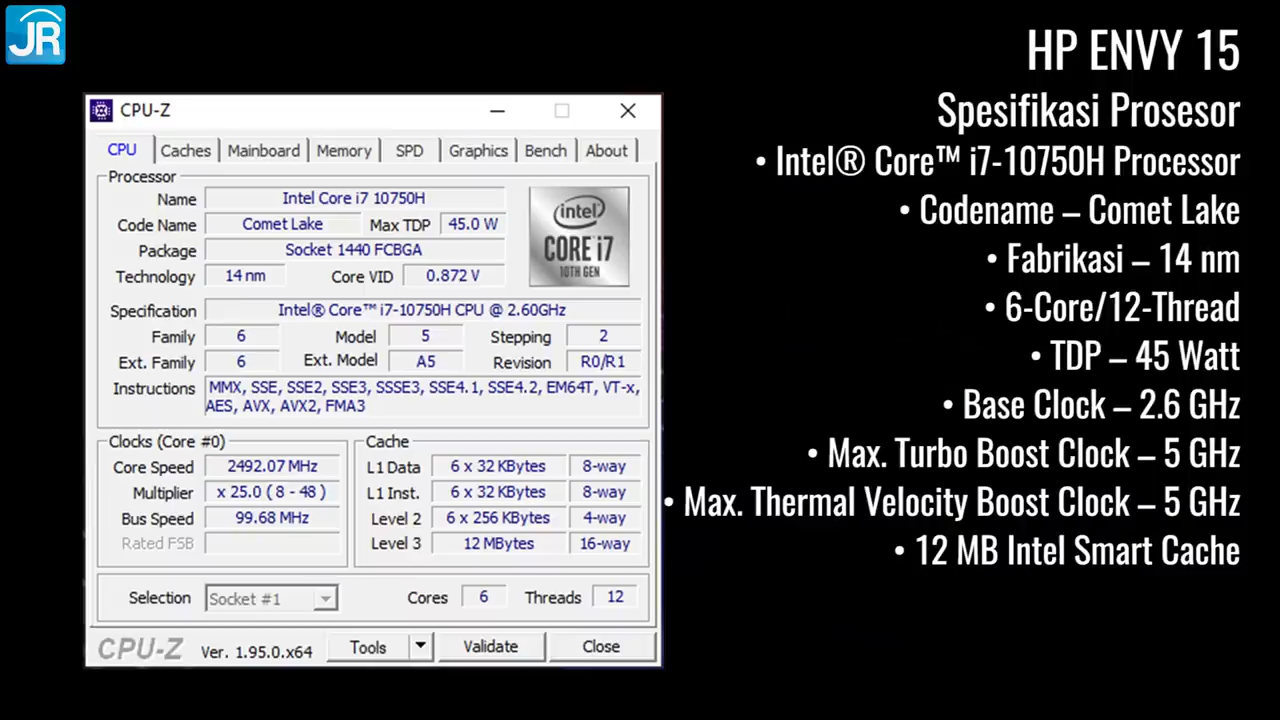 JR
HP ENVY 15
Spesifikasi Prosesor
• Intel® Core™ i7-10750H Processor
• Codename – Comet Lake
• Fabrikasi – 14 nm
• 6-Core/12-Thread
• TDP – 45 Watt
• Base Clock – 2.6 GHz
• Max. Turbo Boost Clock – 5 GHz
• Max. Thermal Velocity Boost Clock – 5 GHz
• 12 MB Intel Smart Cache
CPU-Z
CPU Caches Mainboard Memory SPD Graphics Bench About
Processor
Name Intel Core i7 10750H
Code Name Comet Lake Max TDP 45.0 W
Package Socket 1440 FCBGA
Technology 14 nm Core VID 0.872 V
intel
CORE i7
10TH GEN
Specification Intel® Core™ i7-10750H CPU @ 2.60GHz
Family 6 Model 5 Stepping 2
Ext. Family 6 Ext. Model A5 Revision R0/R1
Instructions MMX, SSE, SSE2, SSE3, SSSE3, SSE4.1, SSE4.2, EM64T, VT-x,
AES, AVX, AVX2, FMA3
Clocks (Core #0)
Core Speed 2492.07 MHz
Multiplier x 25.0 ( 8 - 48 )
Bus Speed 99.68 MHz
Rated FSB
Cache
L1 Data 6 x 32 KBytes 8-way
L1 Inst. 6 x 32 KBytes 8-way
Level 2 6 x 256 KBytes 4-way
Level 3 12 MBytes 16-way
Selection Socket #1 Cores 6 Threads 12
CPU-Z Ver. 1.95.0.x64 Tools Validate Close